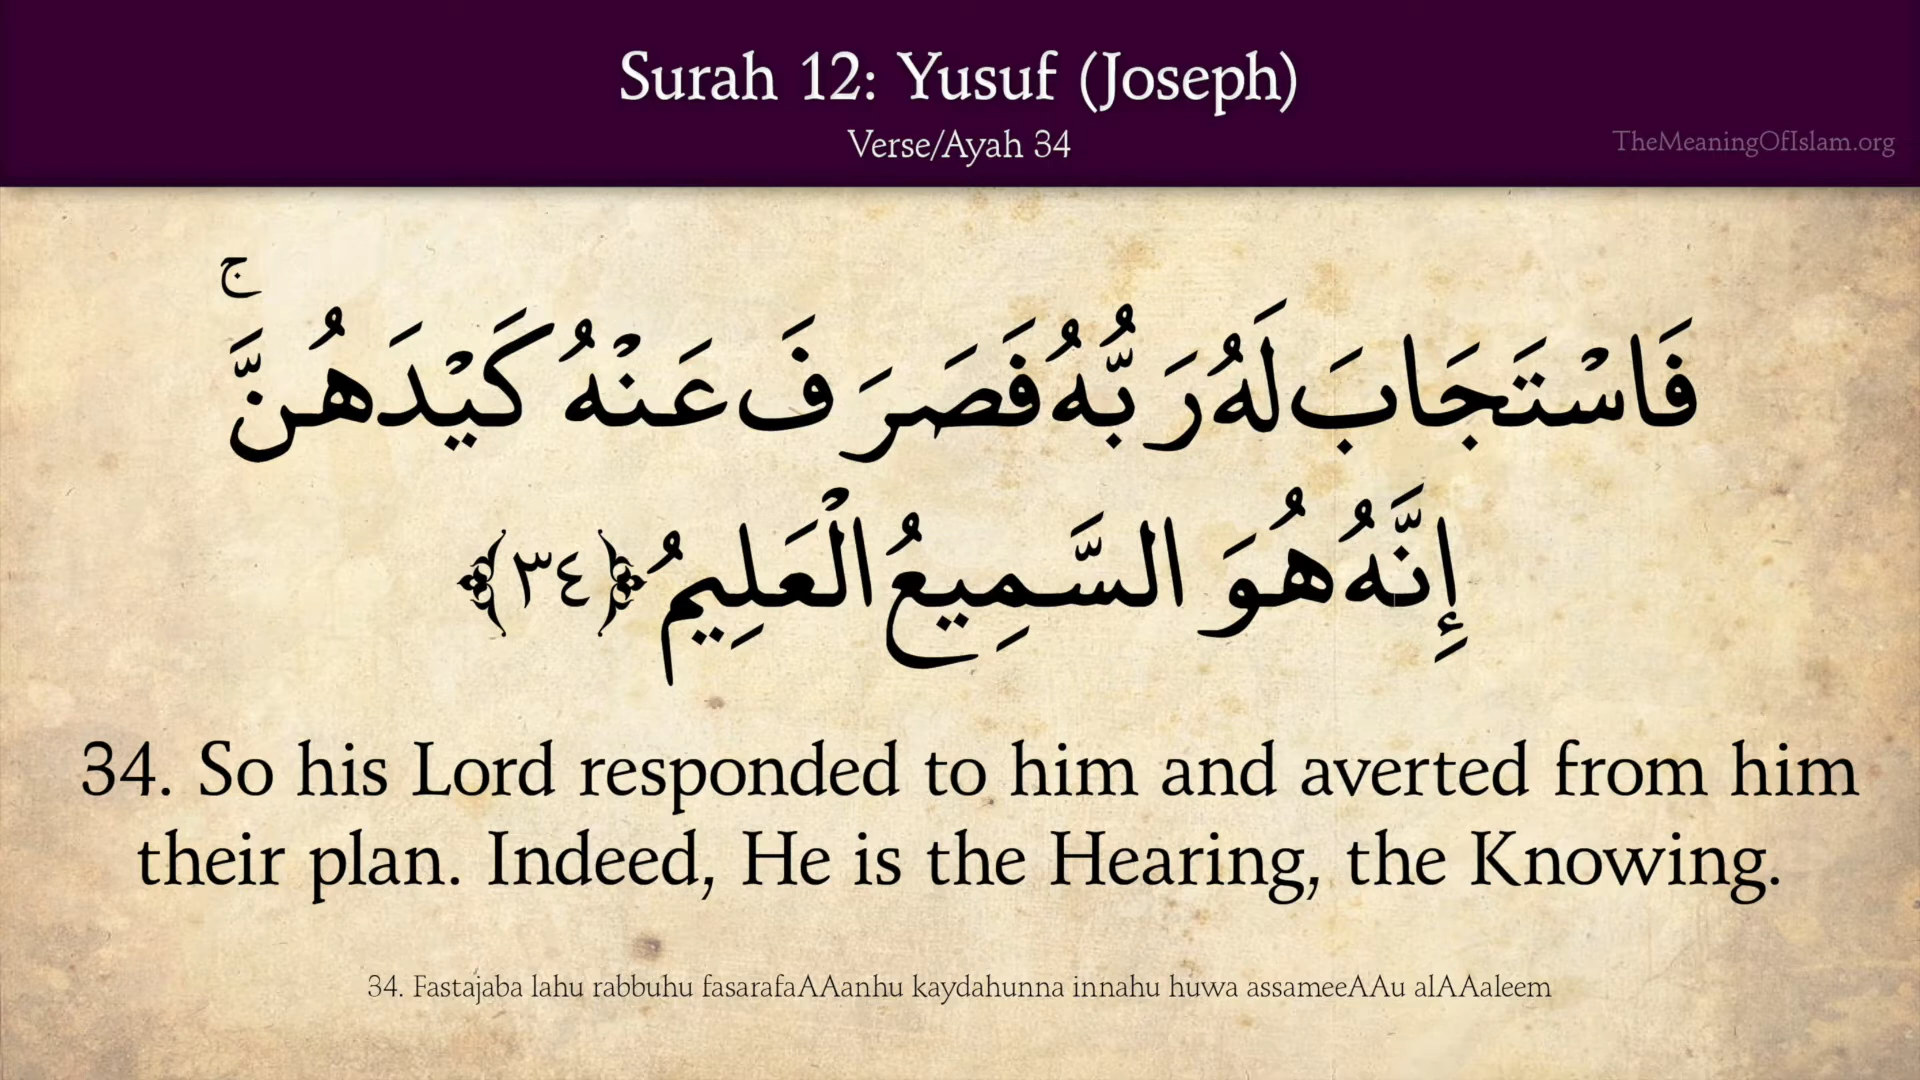 Surah 12: Yusuf (Joseph)
Verse/Ayah 34
TheMeaningOfIslam.org
فَاسْتَجَابَ لَهُ رَبُّهُ فَصَرَفَ عَنْهُ كَيْدَهُنَّ ۚ
إِنَّهُ هُوَ السَّمِيعُ الْعَلِيمُ ﴿٣٤﴾
34. So his Lord responded to him and averted from him
their plan. Indeed, He is the Hearing, the Knowing.
34. Fastajaba lahu rabbuhu fasarafaAAanhu kaydahunna innahu huwa assameeAAu alAAaleem